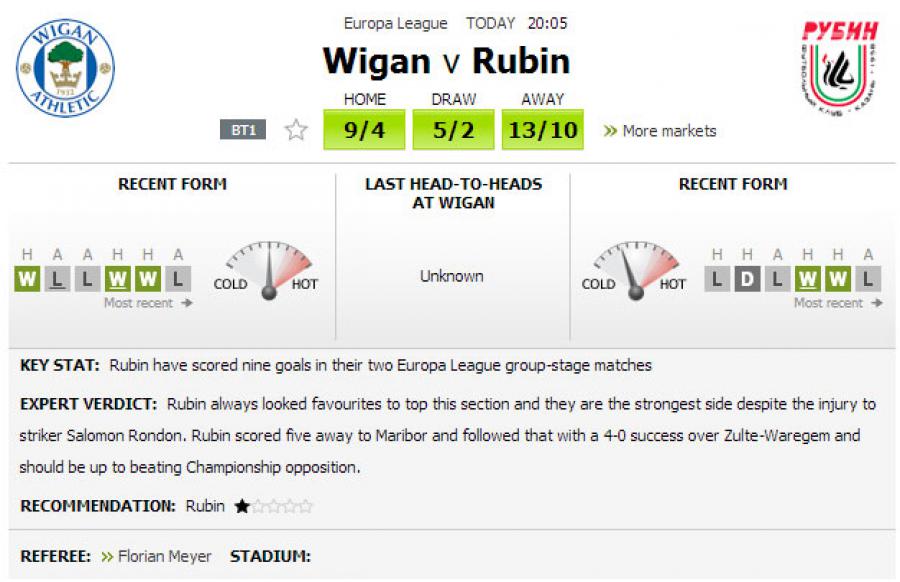 Europa League TODAY 20:05
Wigan v Rubin
HOME DRAW AWAY
BT1 9/4 5/2 13/10 » More markets
WIGAN
ATHLETIC
1932
РУБИН
ФУТБОЛЬНЫЙ КЛУБ · КАЗАНЬ · 1958
RECENT FORM
H A A H H A
W L L W W L
Most recent
COLD HOT
LAST HEAD-TO-HEADS
AT WIGAN
Unknown
RECENT FORM
COLD HOT
H H A H H A
L D L W W L
Most recent
KEY STAT: Rubin have scored nine goals in their two Europa League group-stage matches
EXPERT VERDICT: Rubin always looked favourites to top this section and they are the strongest side despite the injury to
striker Salomon Rondon. Rubin scored five away to Maribor and followed that with a 4-0 success over Zulte-Waregem and
should be up to beating Championship opposition.
RECOMMENDATION: Rubin
REFEREE: » Florian Meyer STADIUM: